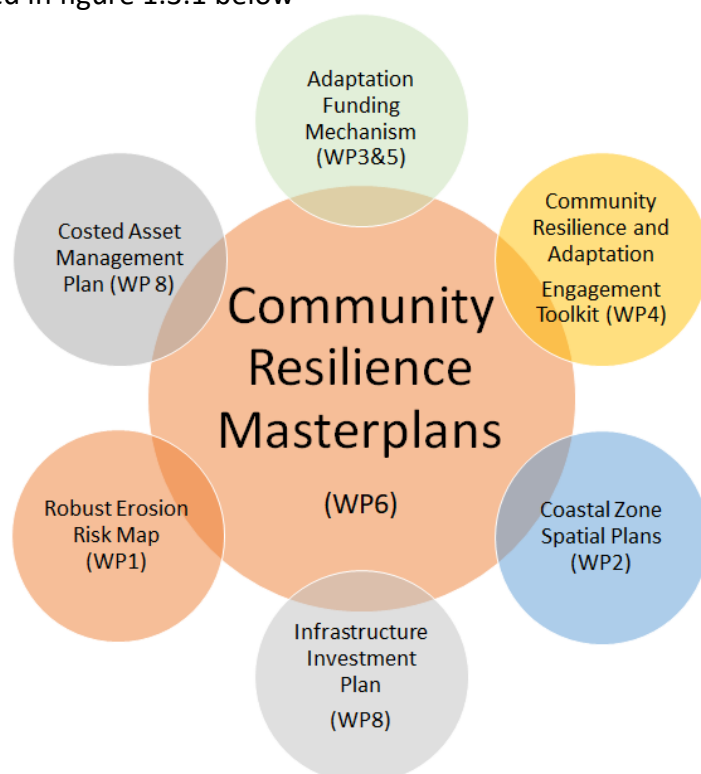 ed in figure 1.3.1 below
Adaptation
Funding
Mechanism
(WP3&5)
Community
Resilience and
Adaptation
Engagement
Toolkit (WP4)
Costed Asset
Management
Plan (WP 8)
Community
Resilience
Masterplans
(WP6)
Robust Erosion
Risk Map
(WP1)
Coastal Zone
Spatial Plans
(WP2)
Infrastructure
Investment
Plan
(WP8)